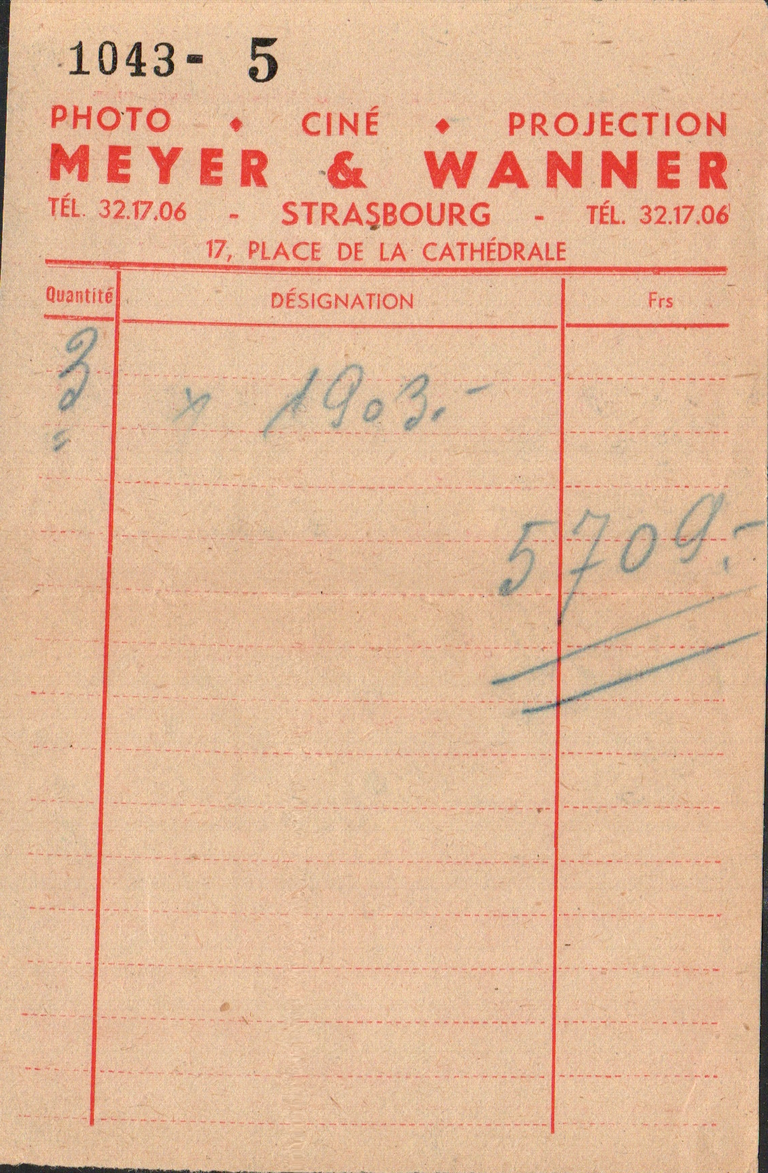 1043- 5
PHOTO ♦ CINÉ ♦ PROJECTION
MEYER & WANNER
TÉL. 32.17.06 - STRASBOURG - TÉL. 32.17.06
17, PLACE DE LA CATHÉDRALE
Quantité DÉSIGNATION Frs
3 x 1903.-
5709.-